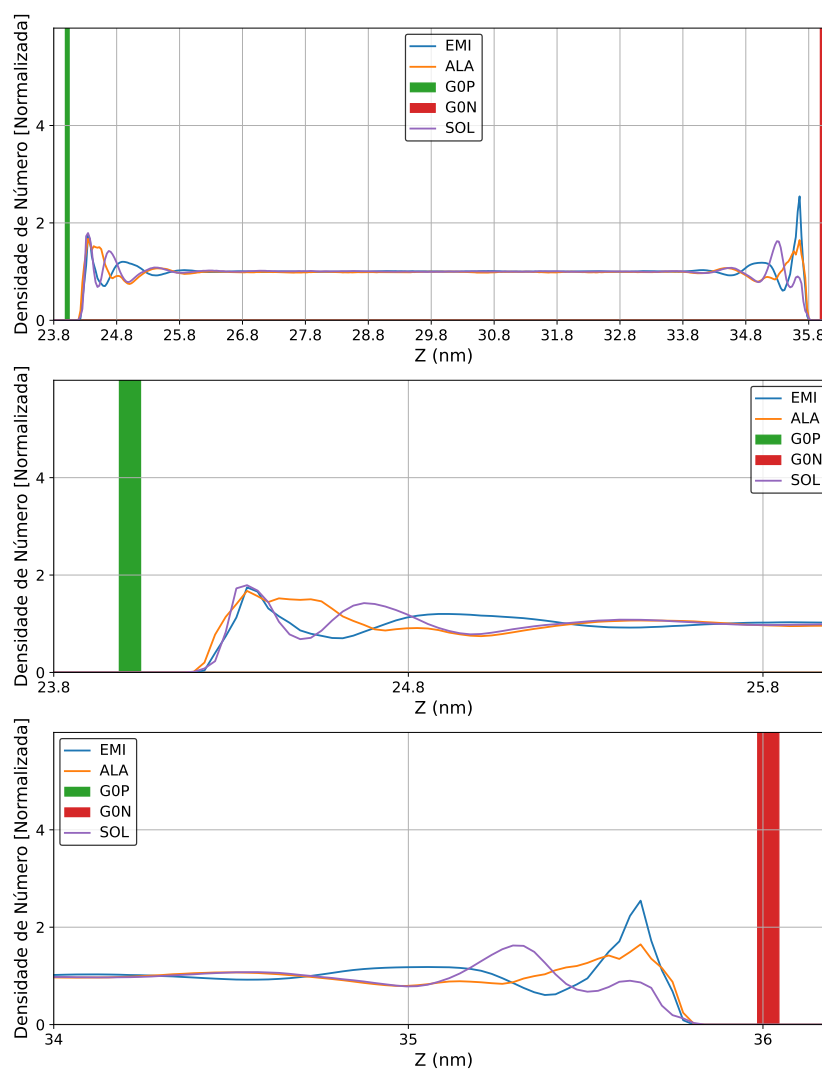 Densidade de Número [Normalizada]
4
2
0
EMI
ALA
G0P
G0N
SOL
23.8 24.8 25.8 26.8 27.8 28.8 29.8 30.8 31.8 32.8 33.8 34.8 35.8
Z (nm)
Densidade de Número [Normalizada]
4
2
0
EMI
ALA
G0P
G0N
SOL
23.8 24.8 25.8
Z (nm)
Densidade de Número [Normalizada]
4
2
0
EMI
ALA
G0P
G0N
SOL
34 35 36
Z (nm)